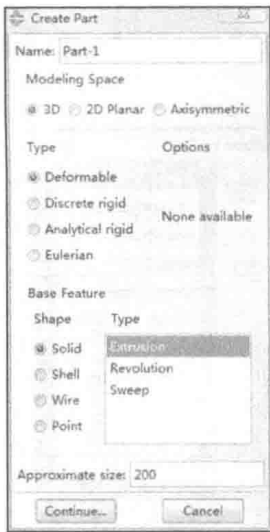 Create Part
Name: Part-1
Modeling Space
3D 2D Planar Axisymmetric
Type Options
Deformable
Discrete rigid
Analytical rigid
None available
Eulerian
Base Feature
Shape Type
Solid Extrusion
Shell Revolution
Wire Sweep
Point
Approximate size: 200
Continue... Cancel